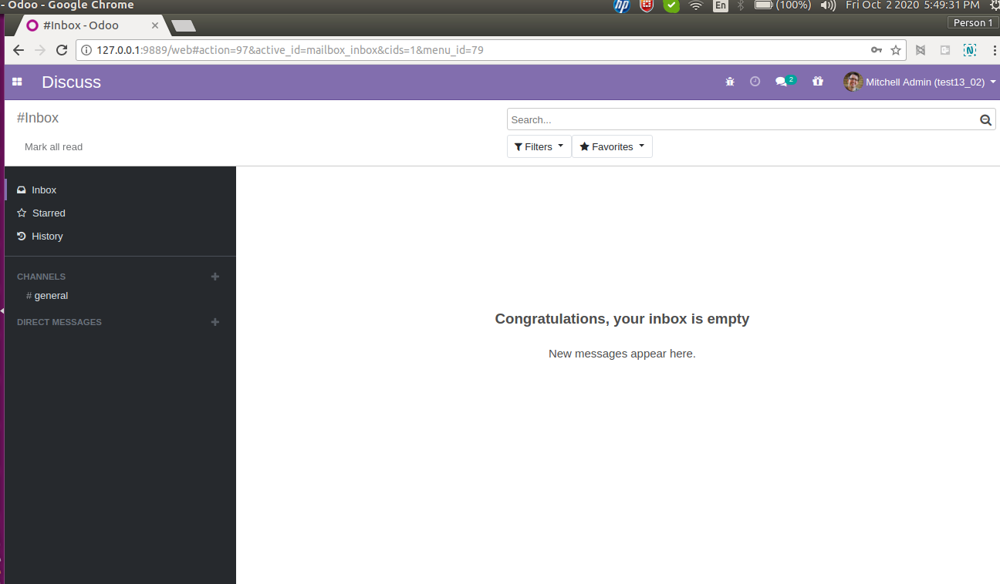 - Odoo - Google Chrome
hp
En
(100%)
Fri Oct 2 2020 5:49:31 PM
#Inbox - Odoo
Person 1
127.0.0.1:9889/web#action=97&active_id=mailbox_inbox&cids=1&menu_id=79
N
Discuss
2
Mitchell Admin (test13_02)
#Inbox
Search...
Mark all read
Filters
Favorites
Inbox
Starred
History
CHANNELS
# general
DIRECT MESSAGES
Congratulations, your inbox is empty
New messages appear here.